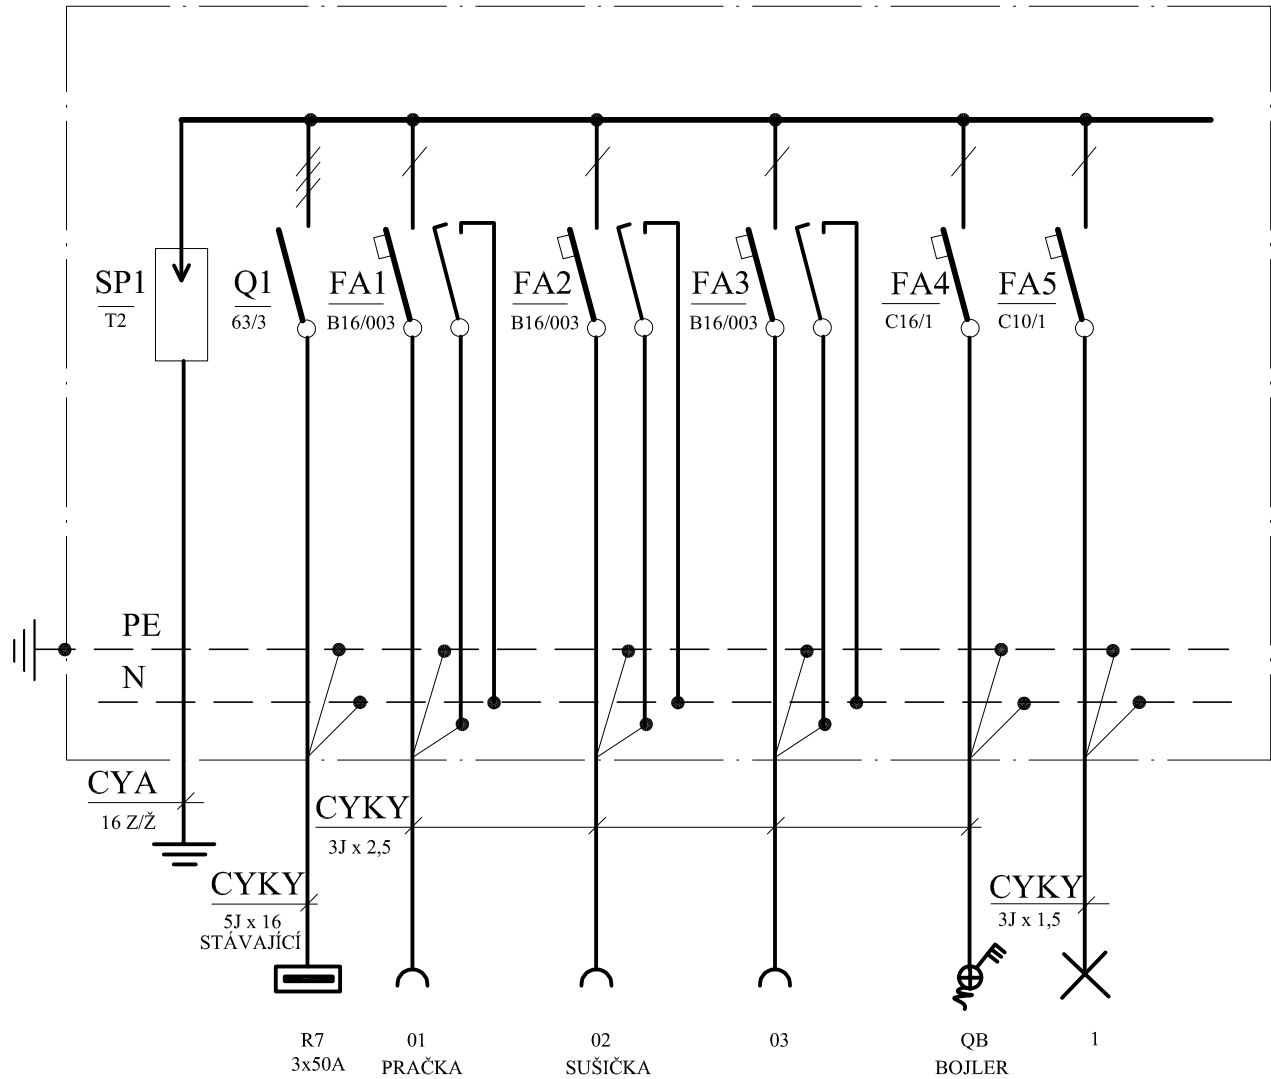 SP1
T2
Q1
63/3
FA1
B16/003
FA2
B16/003
FA3
B16/003
FA4
C16/1
FA5
C10/1
PE
N
CYA
16 Z/Ž
CYKY
3J x 2,5
CYKY
5J x 16
STÁVAJÍCÍ
CYKY
3J x 1,5
R7
3x50A
01
PRAČKA
02
SUŠIČKA
03
QB
BOJLER
1